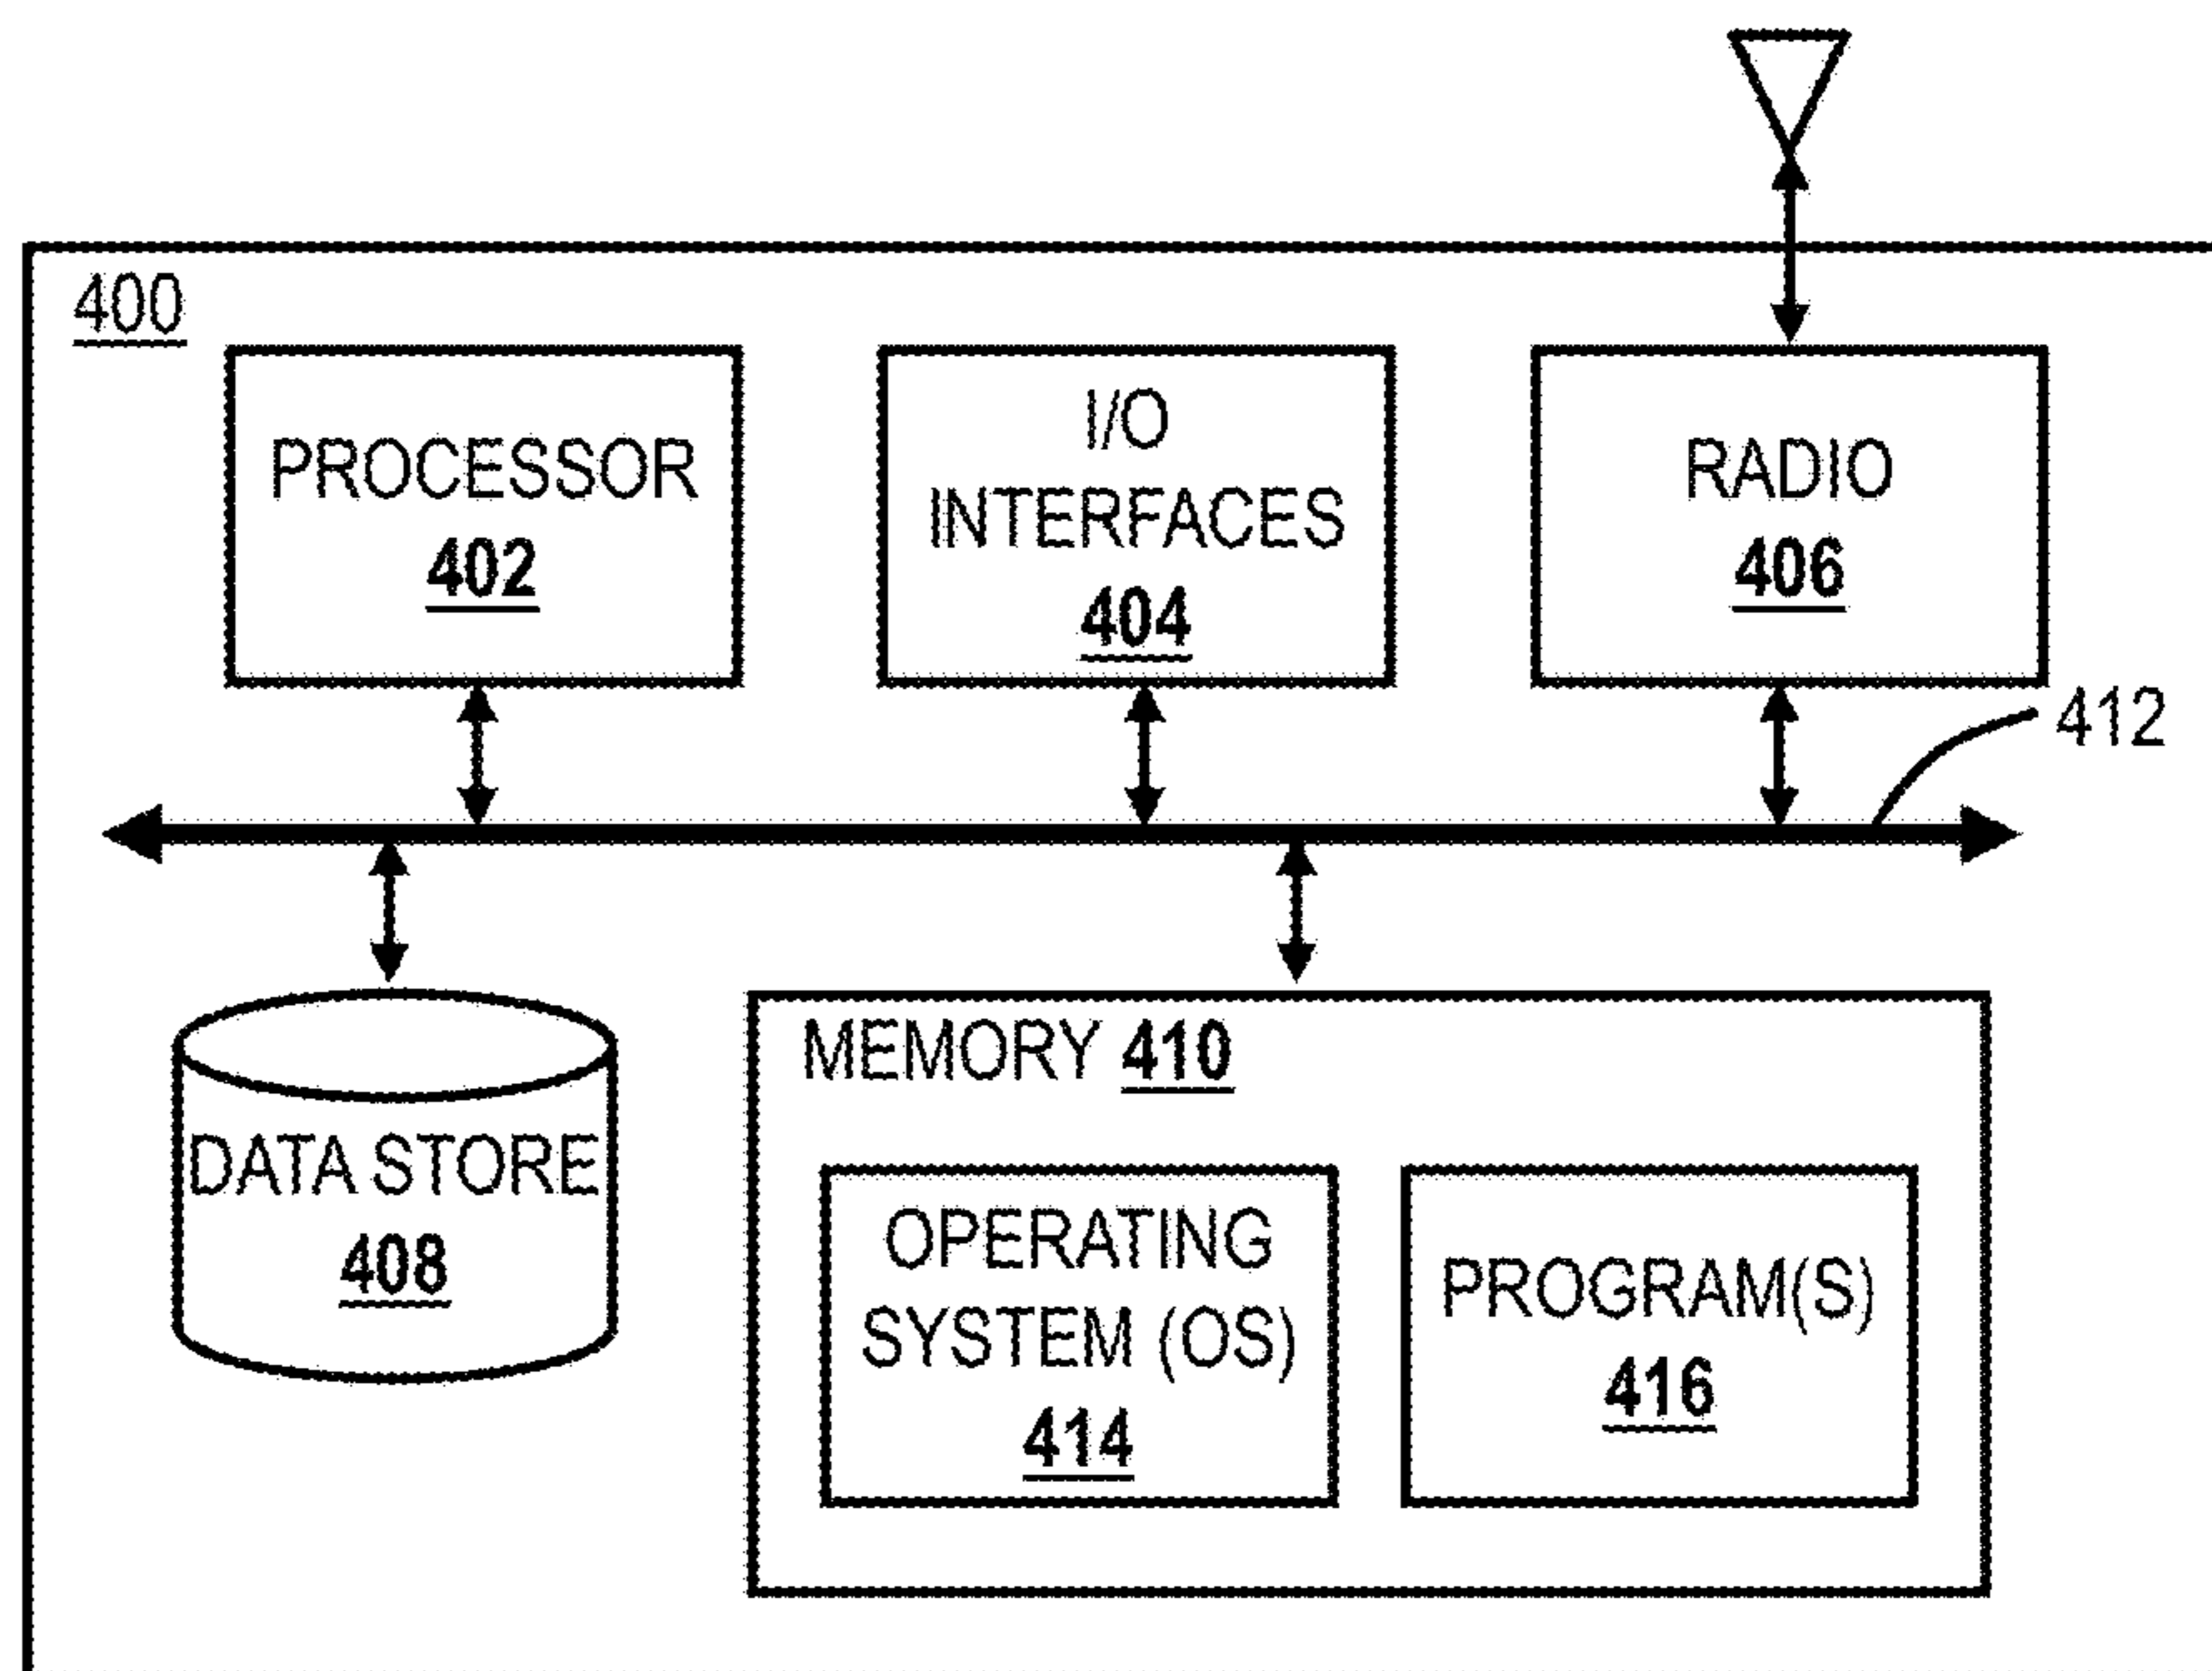 400
PROCESSOR
402
I/O
INTERFACES
404
RADIO
406
412
DATA STORE
408
MEMORY 410
OPERATING
SYSTEM (OS)
414
PROGRAM(S)
416